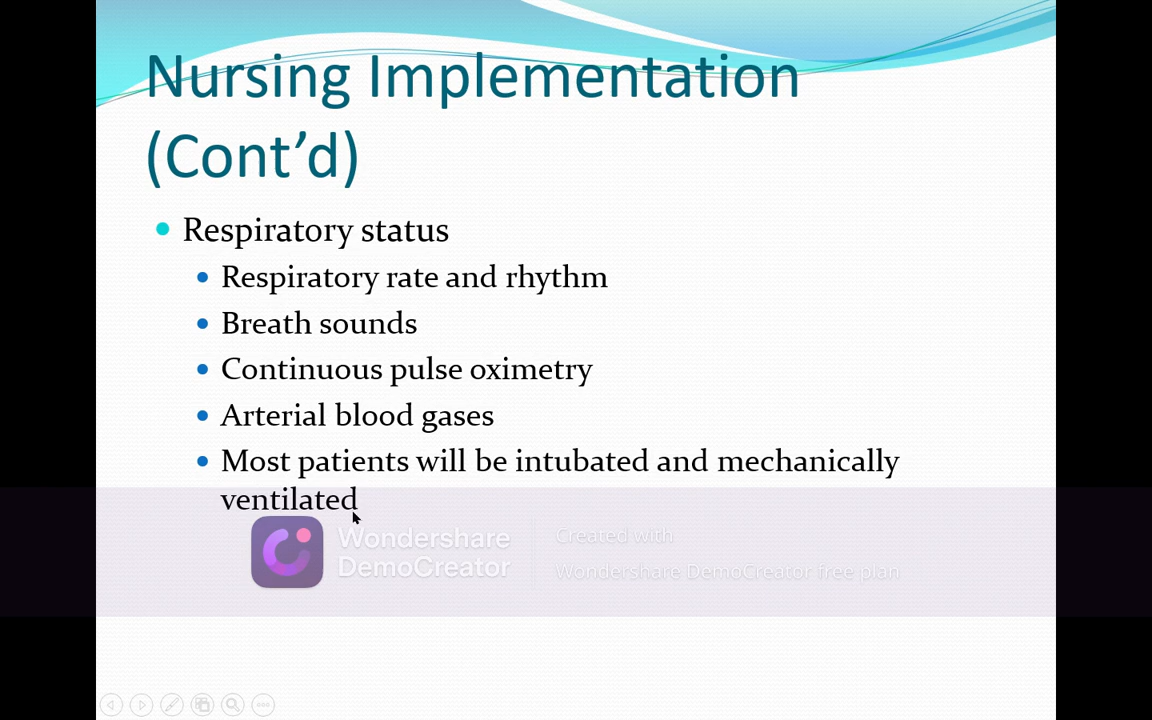 Nursing Implementation
(Cont’d)
Respiratory status
Respiratory rate and rhythm
Breath sounds
Continuous pulse oximetry
Arterial blood gases
Most patients will be intubated and mechanically
ventilated
Wondershare
DemoCreator
Created with
Wondershare DemoCreator free plan